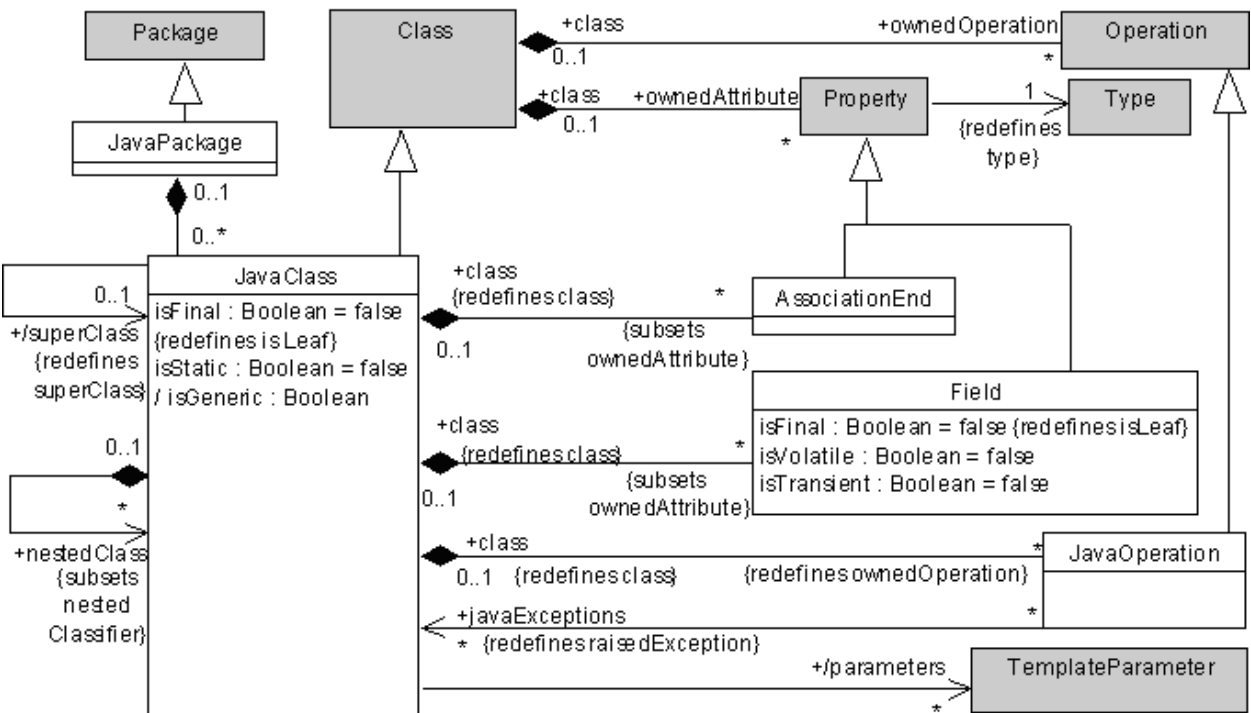 Package
Class
+class
0..1
+ownedOperation
*
Operation
+class
0..1
+ownedAttribute
*
Property
1
{redefines
type}
Type
JavaPackage
0..1
0..*
JavaClass
isFinal : Boolean = false
{redefines isLeaf}
isStatic : Boolean = false
/ isGeneric : Boolean
0..1
+/superClass
{redefines
superClass}
0..1
*
+nestedClass
{subsets
nested
Classifier}
+class
{redefines class}
0..1
*
{subsets
ownedAttribute}
AssociationEnd
+class
{redefines class}
0..1
*
{subsets
ownedAttribute}
Field
isFinal : Boolean = false {redefines isLeaf}
isVolatile : Boolean = false
isTransient : Boolean = false
+class
0..1
{redefines class}
*
{redefines ownedOperation}
JavaOperation
+javaExceptions
*
{redefines raisedException}
*
+/parameters
*
TemplateParameter